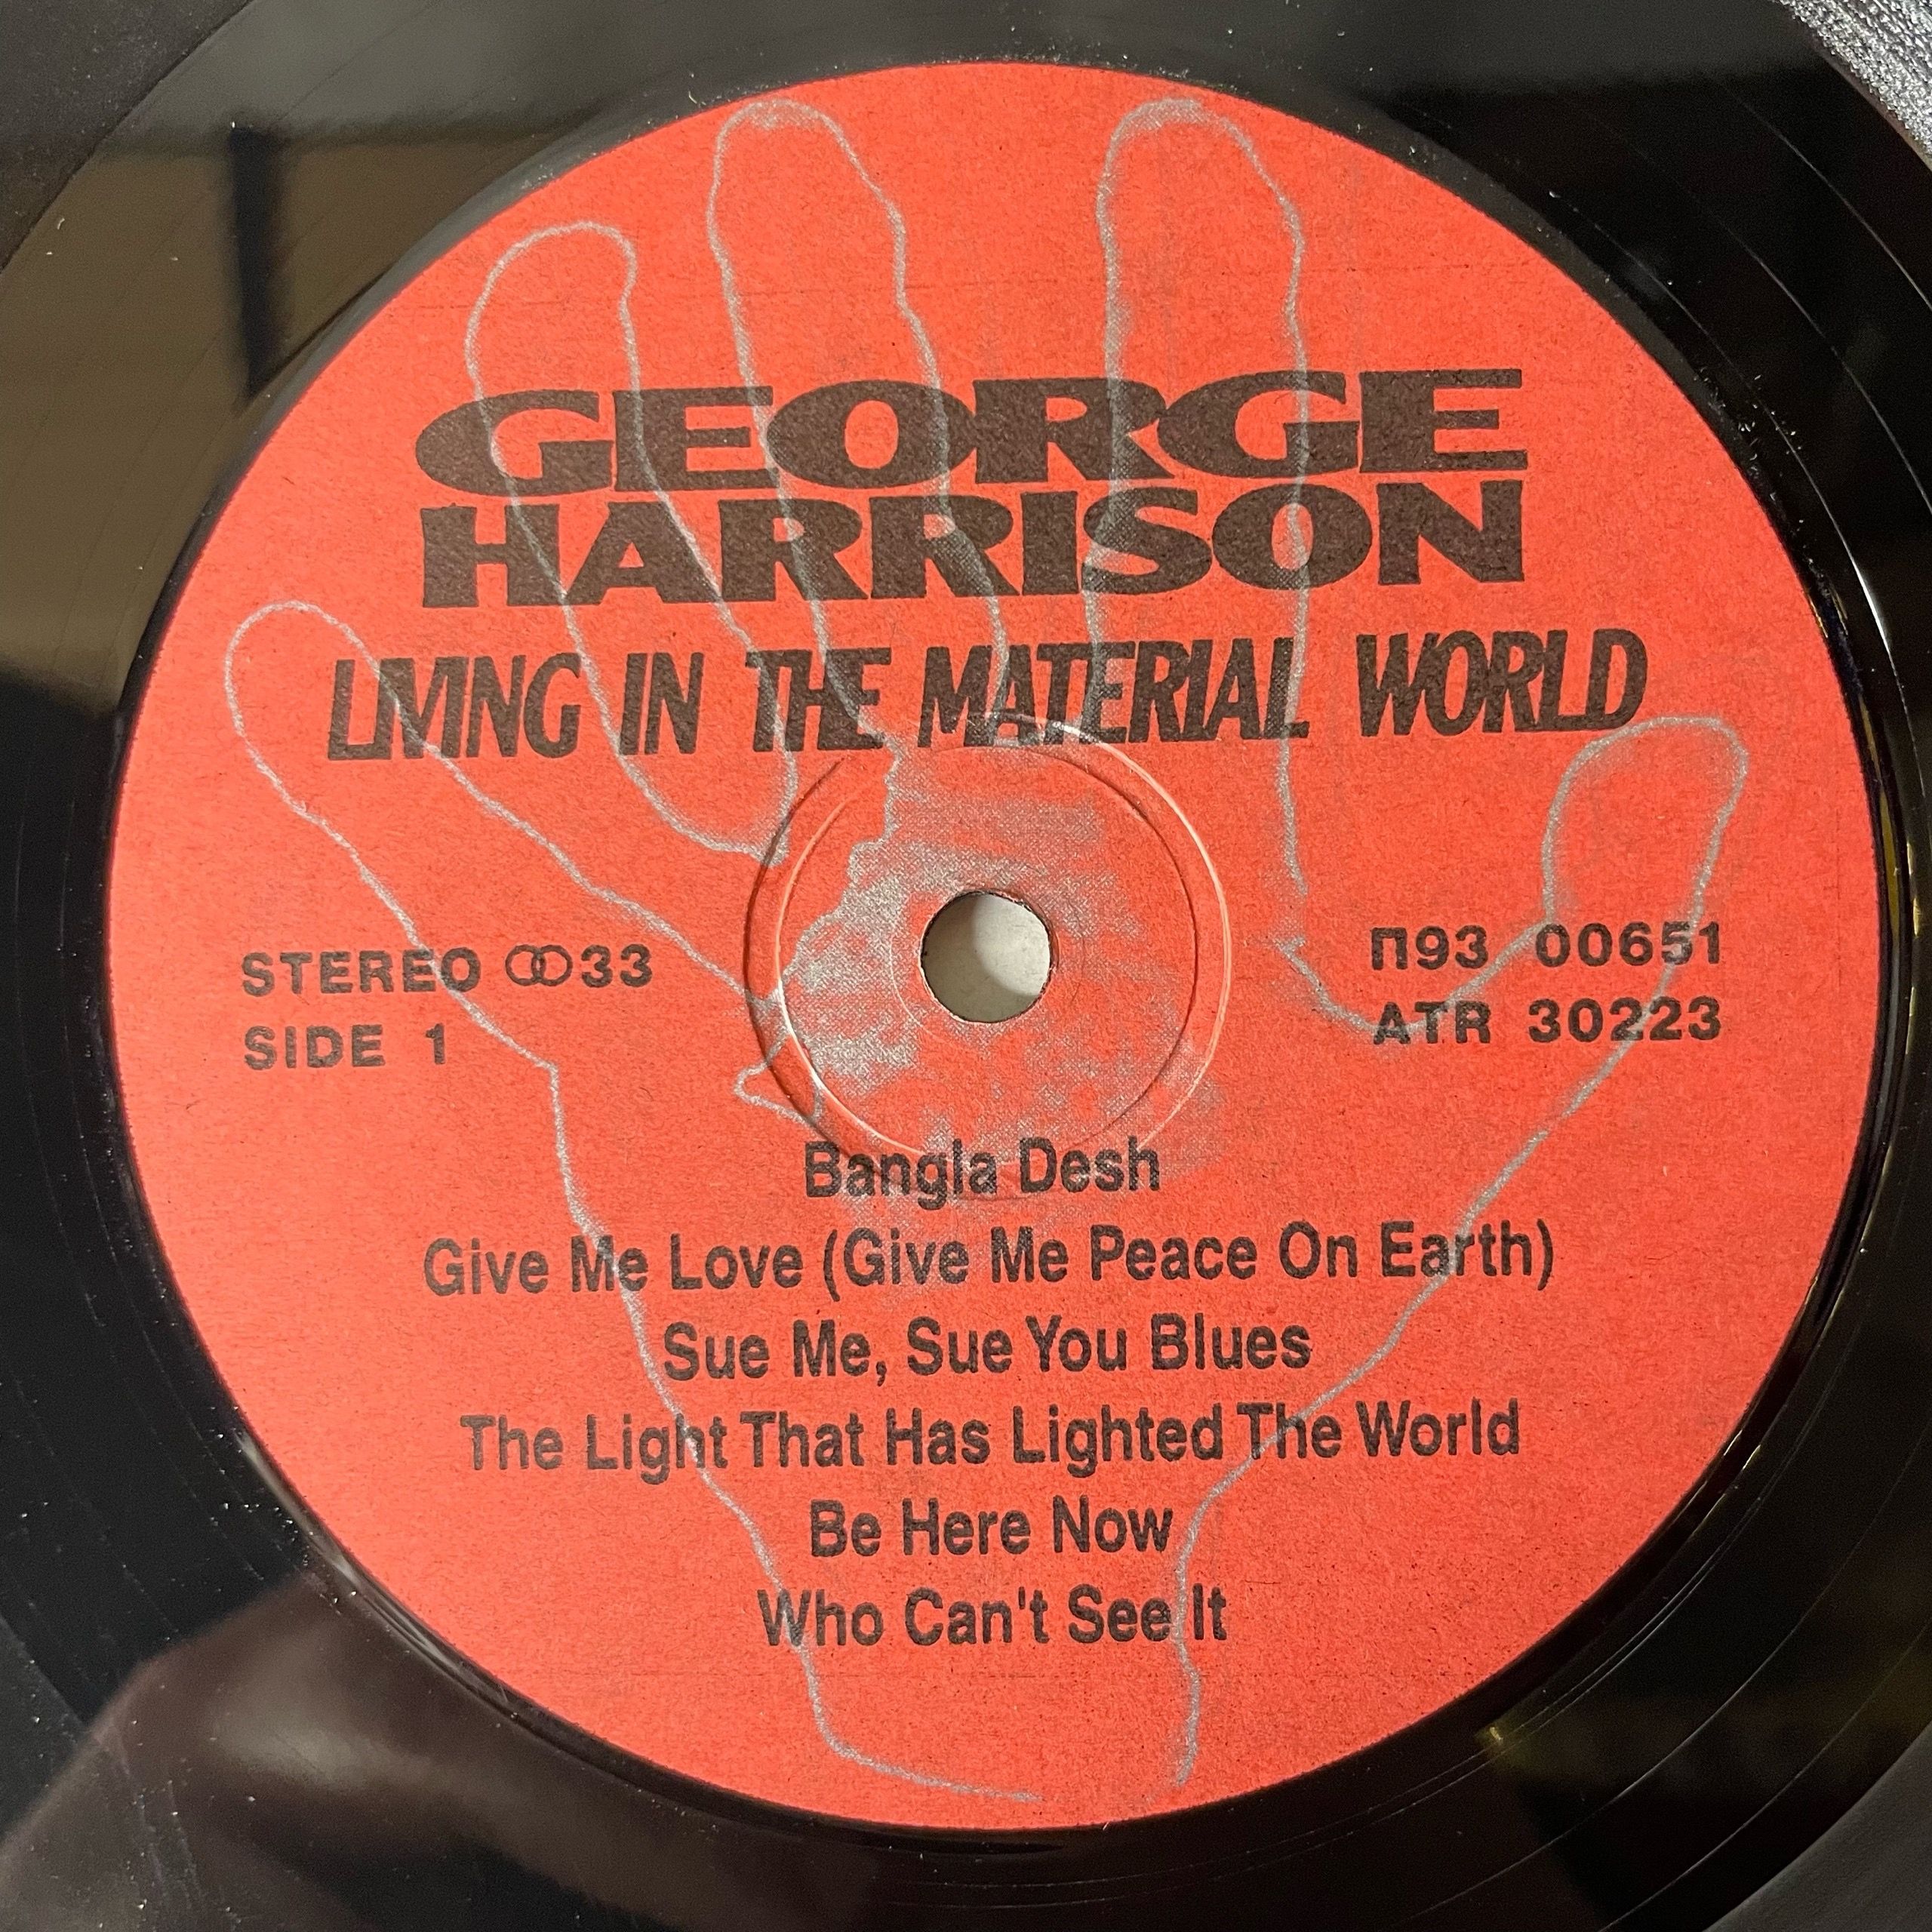 GEORGE
HARRISON
LIVING IN THE MATERIAL WORLD
STEREO 33
SIDE 1
П93 00651
ATR 30223
Bangla Desh
Give Me Love (Give Me Peace On Earth)
Sue Me, Sue You Blues
The Light That Has Lighted The World
Be Here Now
Who Can't See It